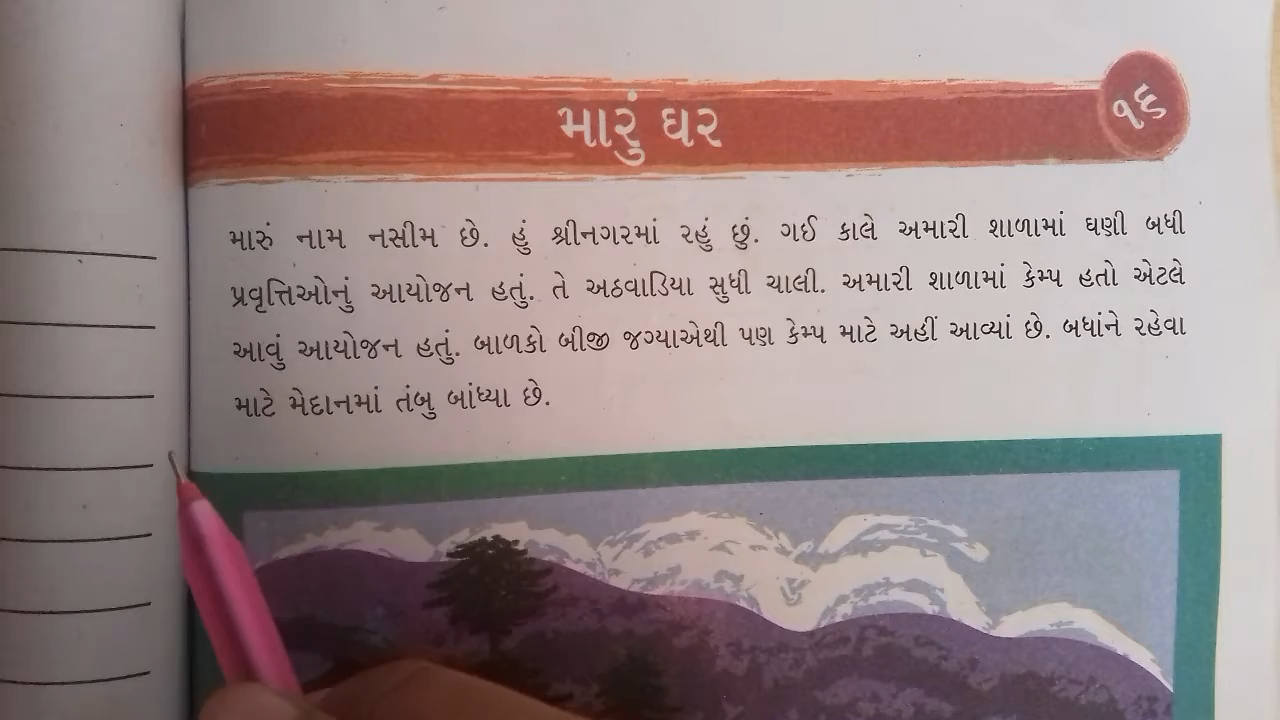 મારું ઘર
૧૬
મારું નામ નસીમ છે. હું શ્રીનગરમાં રહું છું. ગઈ કાલે અમારી શાળામાં ઘણી બધી
પ્રવૃત્તિઓનું આયોજન હતું. તે અઠવાડિયા સુધી ચાલી. અમારી શાળામાં કેમ્પ હતો એટલે
આવું આયોજન હતું. બાળકો બીજી જગ્યાએથી પણ કેમ્પ માટે અહીં આવ્યાં છે. બધાંને રહેવા
માટે મેદાનમાં તંબુ બાંધ્યા છે.